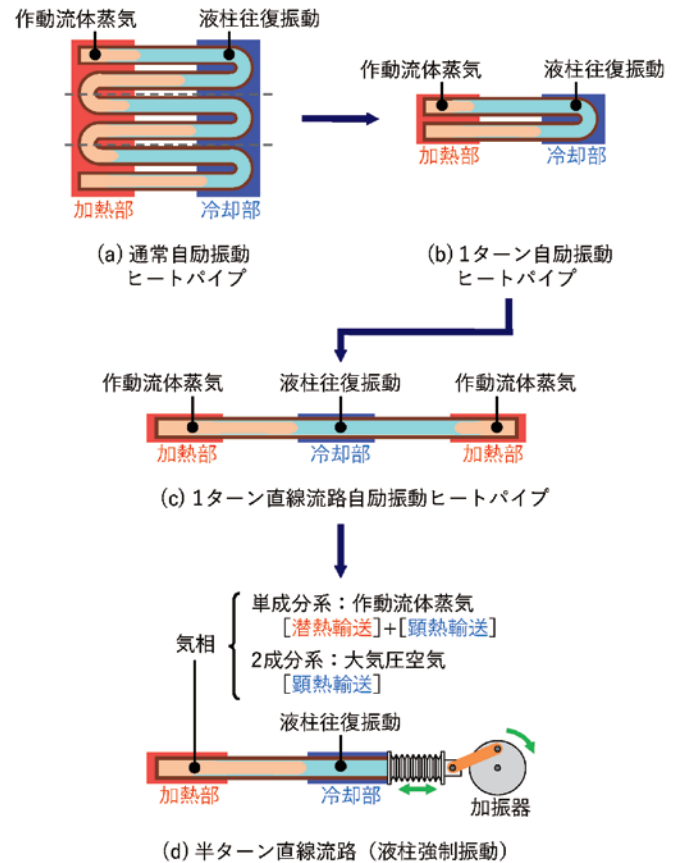 作動流体蒸気 液柱往復振動
加熱部 冷却部
(a) 通常自励振動
ヒートパイプ
作動流体蒸気 液柱往復振動
加熱部 冷却部
(b) 1ターン自励振動
ヒートパイプ
作動流体蒸気 液柱往復振動 作動流体蒸気
加熱部 冷却部 加熱部
(c) 1ターン直線流路自励振動ヒートパイプ
気相
単成分系：作動流体蒸気
[潜熱輸送]+[顕熱輸送]
2成分系：大気圧空気
[顕熱輸送]
液柱往復振動
加熱部 冷却部 加振器
(d) 半ターン直線流路（液柱強制振動）